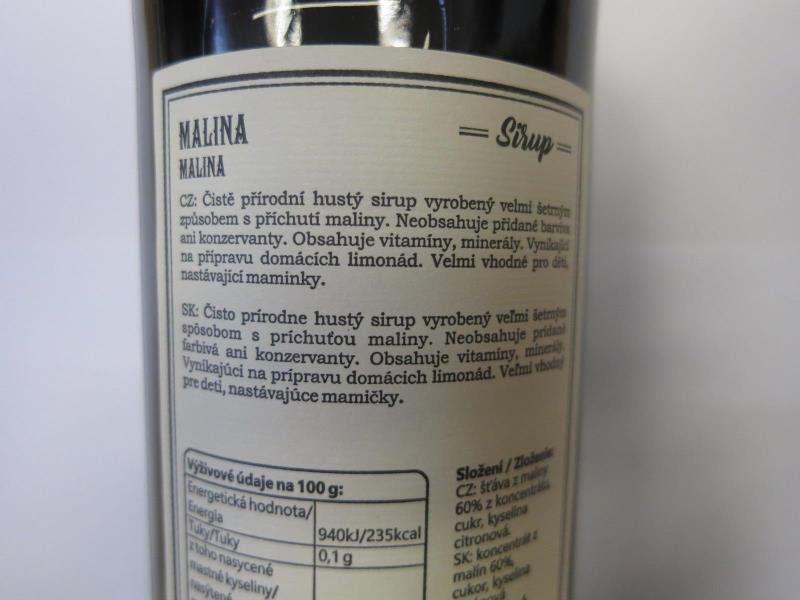 MALINA
Sirup
MALINA
CZ: Čistě přírodní hustý sirup vyrobený velmi šetrným
způsobem s příchutí maliny. Neobsahuje přidané barviva
ani konzervanty. Obsahuje vitamíny, minerály. Vynikající
na přípravu domácích limonád. Velmi vhodné pro děti,
nastávající maminky.
SK: Čisto prírodne hustý sirup vyrobený veľmi šetrným
spôsobom s príchuťou maliny. Neobsahuje pridané
farbivá ani konzervanty. Obsahuje vitamíny, minerály.
Vynikajúci na prípravu domácich limonád. Veľmi vhodný
pre deti, nastávajúce mamičky.
Výživové údaje na 100 g:
Energetická hodnota/
Energia
940kJ/235kcal
Tuky/Tuky
0,1 g
z toho nasycené
mastné kyseliny/
nasýtené
Složení / Zloženie:
CZ: šťáva z maliny
60% z koncentrátu,
cukr, kyselina
citronová.
SK: koncentrát z
malín 60%,
cukor, kyselina